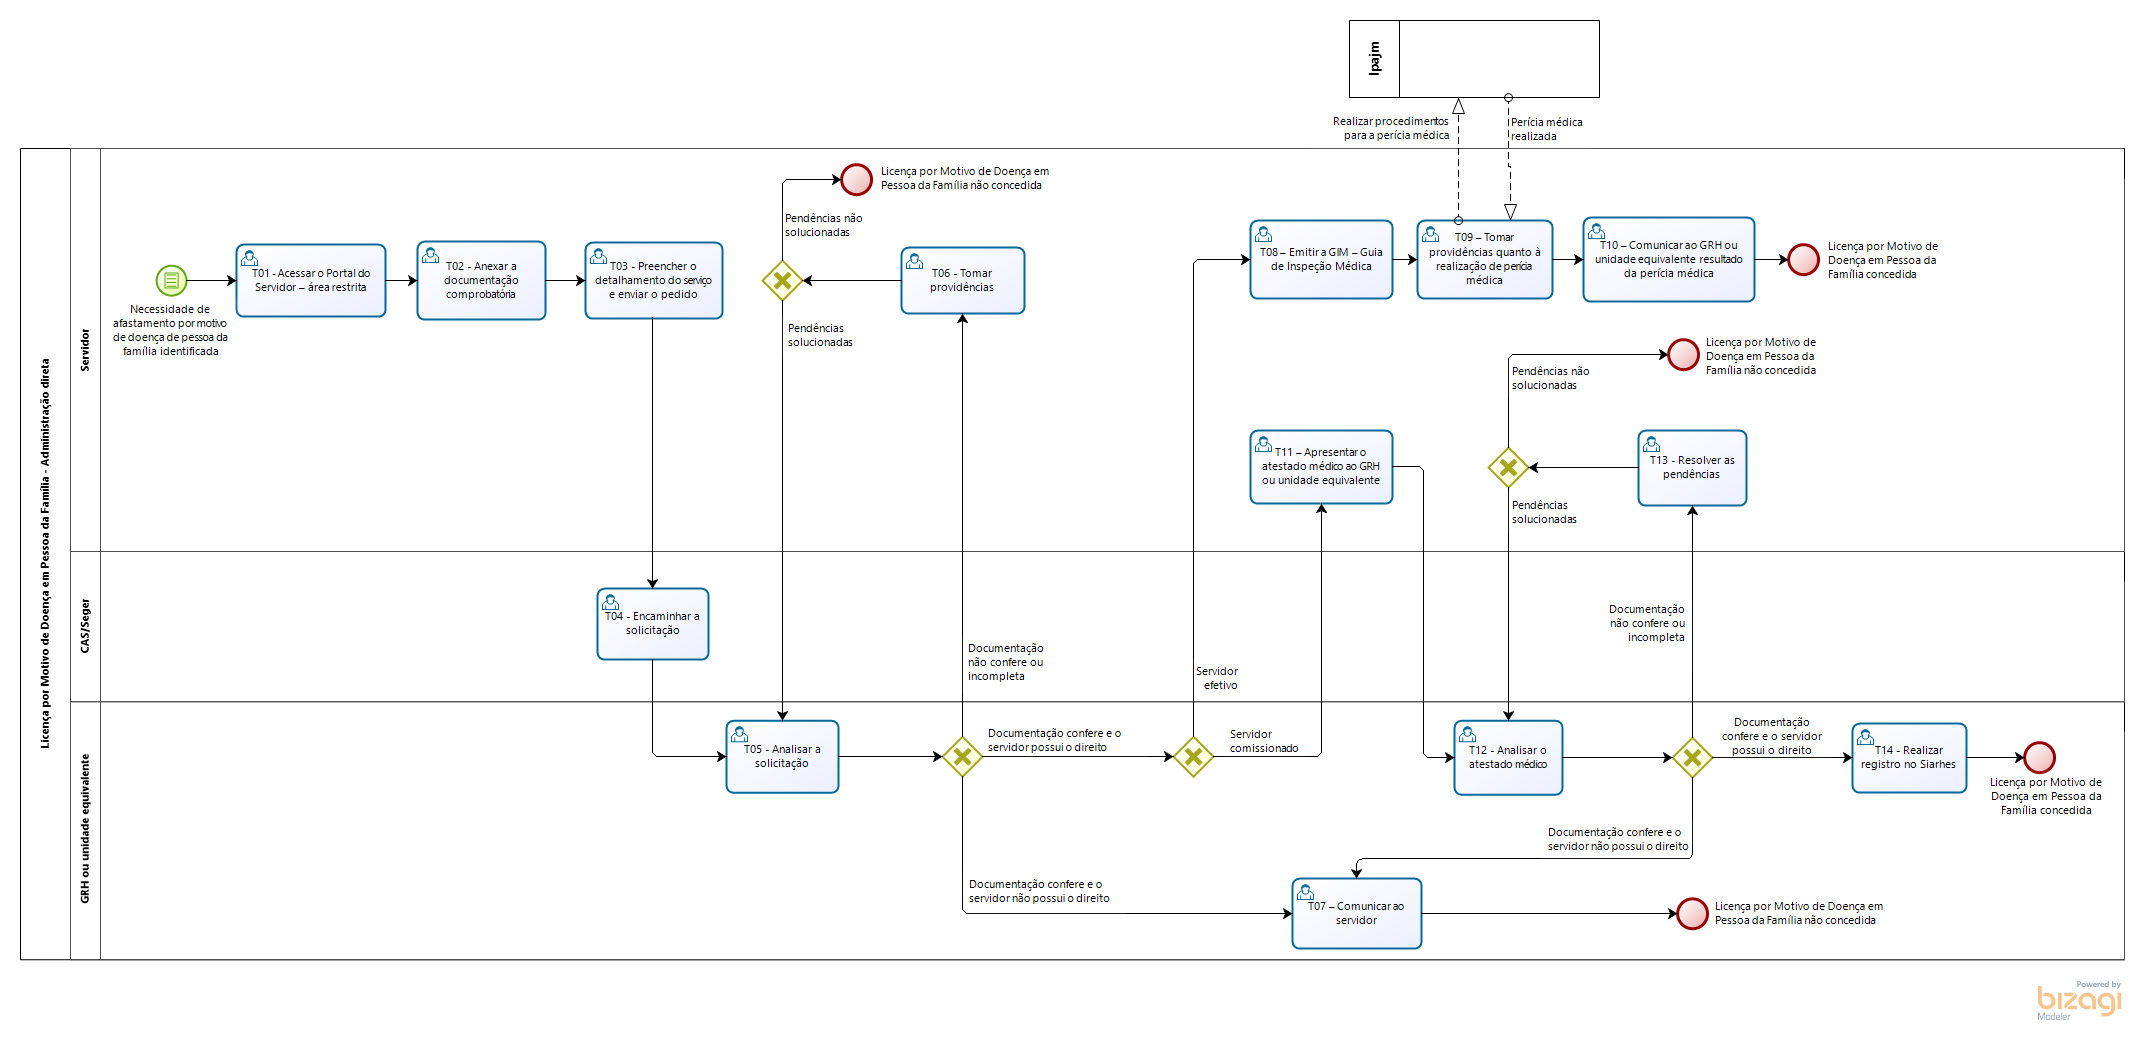 Ipajm
Realizar procedimentos
para a perícia médica
Perícia médica
realizada
Licença por Motivo de Doença em Pessoa da Família - Administração direta
Servidor
Necessidade de
afastamento por motivo
de doença de pessoa da
família identificada
T01 - Acessar o Portal do
Servidor – área restrita
T02 - Anexar a
documentação
comprobatória
T03 - Preencher o
detalhamento do serviço
e enviar o pedido
Licença por Motivo de Doença em
Pessoa da Família não concedida
Pendências não
solucionadas
Pendências
solucionadas
T06 - Tomar
providências
T08 – Emitir a GIM – Guia
de Inspeção Médica
T09 – Tomar
providências quanto à
realização de perícia
médica
T10 – Comunicar ao GRH ou
unidade equivalente resultado
da perícia médica
Licença por Motivo de
Doença em Pessoa da
Família concedida
Licença por Motivo de
Doença em Pessoa da
Família não concedida
Pendências não
solucionadas
T11 – Apresentar o
atestado médico ao GRH
ou unidade equivalente
T13 - Resolver as
pendências
Pendências
solucionadas
CAS/Seger
T04 - Encaminhar a
solicitação
Documentação
não confere ou
incompleta
Servidor
efetivo
Documentação
não confere ou
incompleta
GRH ou unidade equivalente
T05 - Analisar a
solicitação
Documentação confere e o
servidor possui o direito
Servidor
comissionado
T12 - Analisar o
atestado médico
Documentação
confere e o servidor
possui o direito
T14 - Realizar
registro no Siarhes
Licença por Motivo de
Doença em Pessoa da
Família concedida
Documentação confere e o
servidor não possui o direito
Documentação confere e o
servidor não possui o direito
T07 – Comunicar ao
servidor
Licença por Motivo de Doença em
Pessoa da Família não concedida
Powered by
bizagi
Modeler